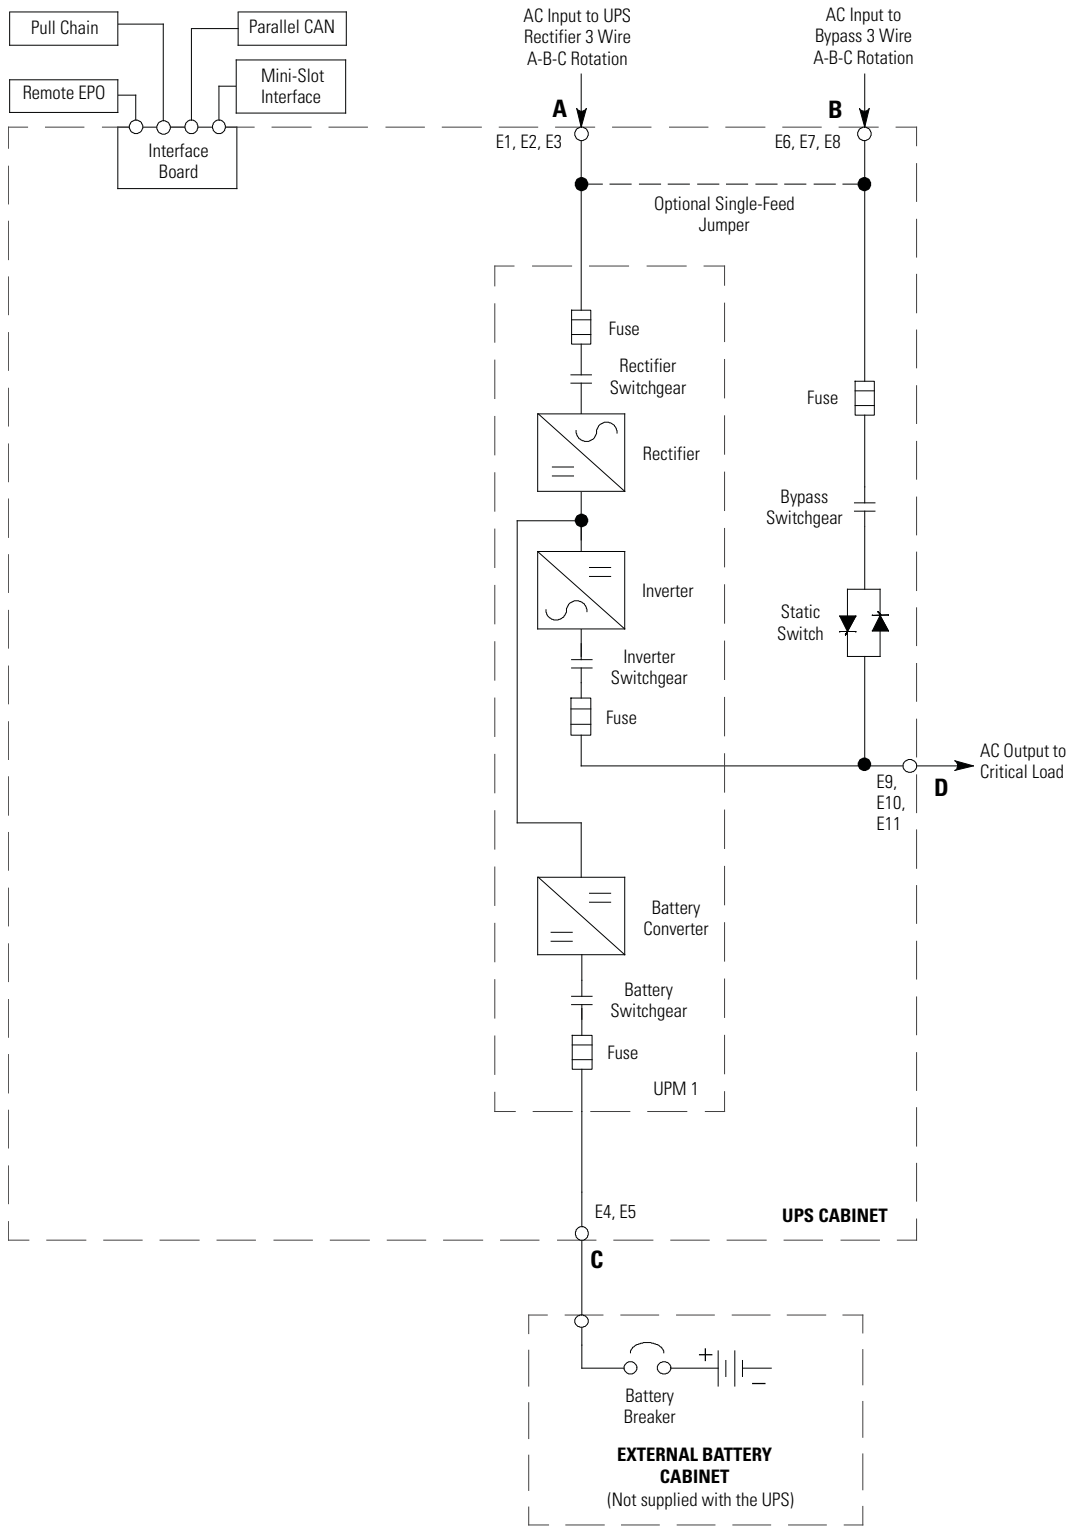 Pull Chain
Parallel CAN
Remote EPO
Mini-Slot
Interface
Interface
Board
AC Input to UPS
Rectifier 3 Wire
A-B-C Rotation
AC Input to
Bypass 3 Wire
A-B-C Rotation
A
B
E1, E2, E3
E6, E7, E8
Optional Single-Feed
Jumper
Fuse
Rectifier
Switchgear
Rectifier
Fuse
Bypass
Switchgear
Inverter
Static
Switch
Inverter
Switchgear
Fuse
AC Output to
Critical Load
E9,
E10,
E11
D
Battery
Converter
Battery
Switchgear
Fuse
UPM 1
E4, E5
UPS CABINET
C
+
−
Battery
Breaker
EXTERNAL BATTERY
CABINET
(Not supplied with the UPS)